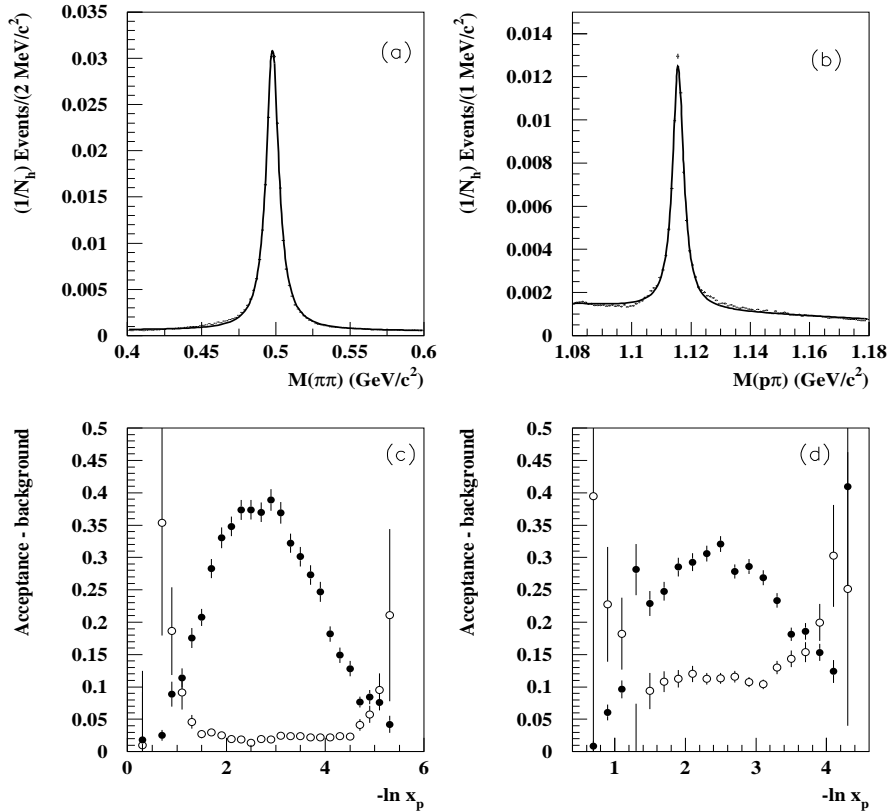 (1/N_h) Events/(2 MeV/c^2)
0.035
0.03
0.025
0.02
0.015
0.01
0.005
0
(a)
0.4 0.45 0.5 0.55 0.6
M(ππ) (GeV/c^2)
(1/N_h) Events/(1 MeV/c^2)
0.014
0.012
0.01
0.008
0.006
0.004
0.002
0
(b)
1.08 1.1 1.12 1.14 1.16 1.18
M(pπ) (GeV/c^2)
Acceptance - background
0.5
0.45
0.4
0.35
0.3
0.25
0.2
0.15
0.1
0.05
0
(c)
0 2 4 6
-ln x_p
Acceptance - background
0.5
0.45
0.4
0.35
0.3
0.25
0.2
0.15
0.1
0.05
0
(d)
1 2 3 4
-ln x_p